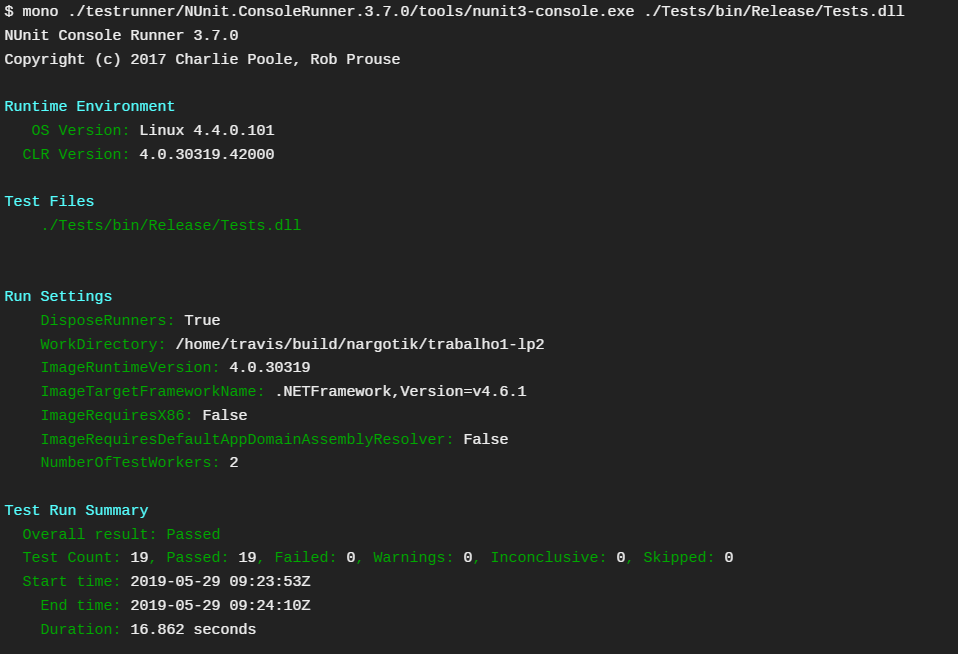 $ mono ./testrunner/NUnit.ConsoleRunner.3.7.0/tools/nunit3-console.exe ./Tests/bin/Release/Tests.dll
NUnit Console Runner 3.7.0
Copyright (c) 2017 Charlie Poole, Rob Prouse
Runtime Environment
OS Version: Linux 4.4.0.101
CLR Version: 4.0.30319.42000
Test Files
./Tests/bin/Release/Tests.dll
Run Settings
DisposeRunners: True
WorkDirectory: /home/travis/build/nargotik/trabalho1-lp2
ImageRuntimeVersion: 4.0.30319
ImageTargetFrameworkName: .NETFramework,Version=v4.6.1
ImageRequiresX86: False
ImageRequiresDefaultAppDomainAssemblyResolver: False
NumberOfTestWorkers: 2
Test Run Summary
Overall result: Passed
Test Count: 19, Passed: 19, Failed: 0, Warnings: 0, Inconclusive: 0, Skipped: 0
Start time: 2019-05-29 09:23:53Z
End time: 2019-05-29 09:24:10Z
Duration: 16.862 seconds